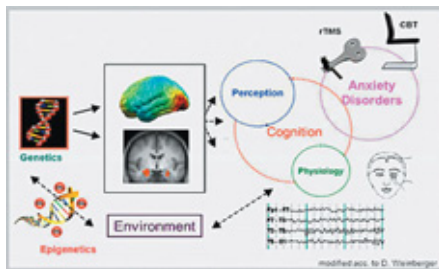 rTMS
CBT
Anxiety
Disorders
Perception
Cognition
Genetics
Physiology
Environment
Epigenetics
modified acc. to D. Weinberger